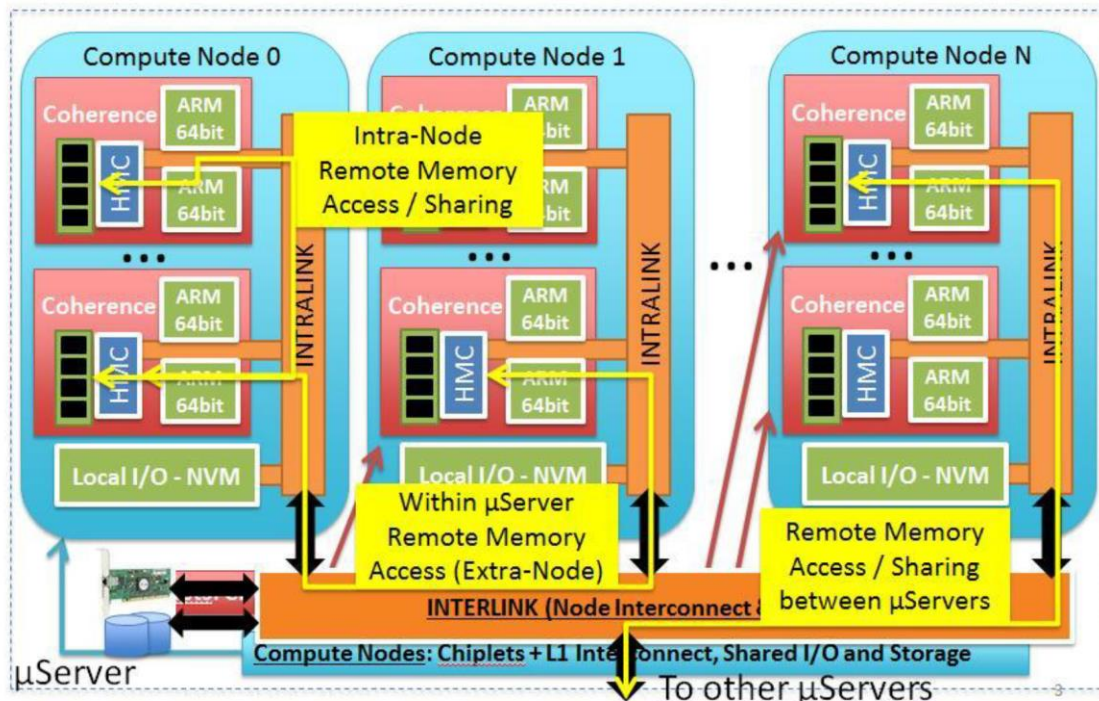 Compute Node 0
Coherence
ARM
64bit
HMC
ARM
64bit
...
Coherence
ARM
64bit
HMC
ARM
64bit
INTRALINK
Local I/O - NVM
Intra-Node
Remote Memory
Access / Sharing
Compute Node 1
...
Coherence
ARM
64bit
HMC
ARM
64bit
INTRALINK
Local I/O - NVM
...
Compute Node N
Coherence
ARM
64bit
HMC
ARM
64bit
...
Coherence
ARM
64bit
HMC
ARM
64bit
INTRALINK
Local I/O - NVM
Within μServer
Remote Memory
Access (Extra-Node)
Remote Memory
Access / Sharing
between μServers
INTERLINK (Node Interconnect &
Compute Nodes: Chiplets + L1 Interconnect, Shared I/O and Storage
μServer
To other μServers
3